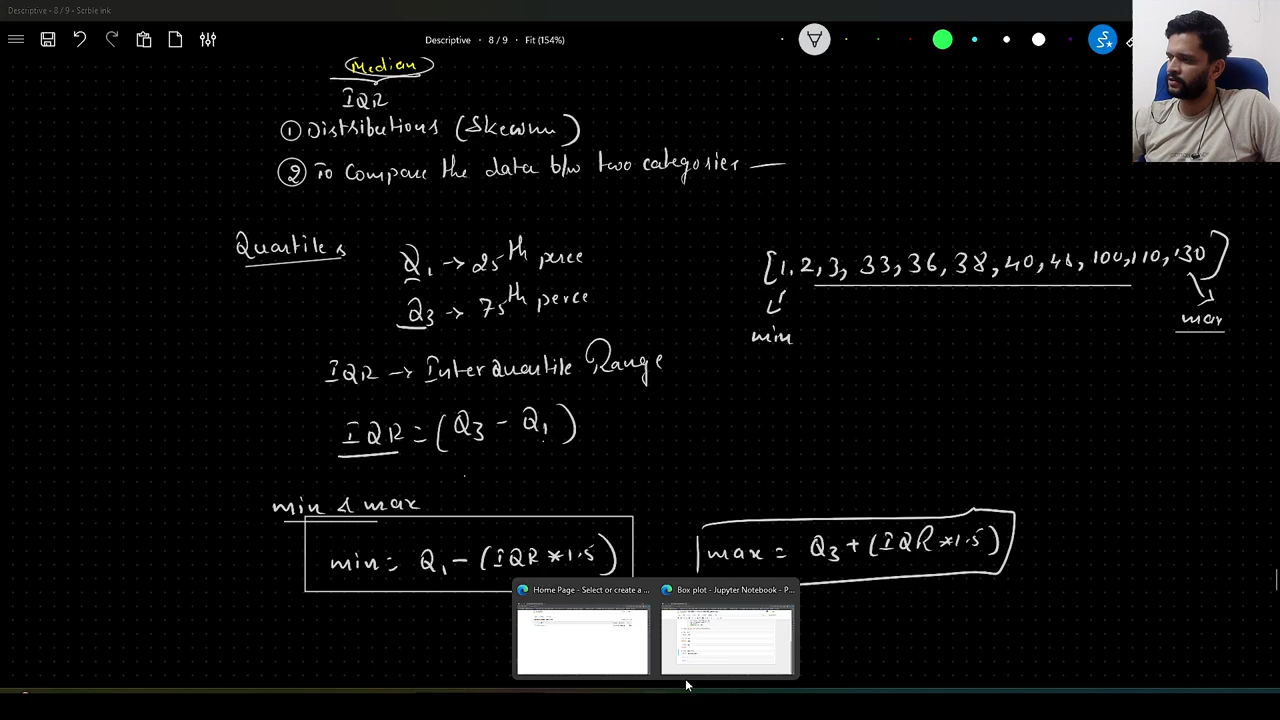 Descriptive - 8 / 9 - Scrble ink
Descriptive • 8 / 9 • Fit (154%)
Median
IQR
① Distributions (Skewnn)
② To Compare the data b/w two categories —
Quartiles
Q1 → 25th perce
Q3 → 75th perce
[1, 2, 3, 33, 36, 38, 40, 48, 100, 110, 130]
min
max
IQR → InterQuartile Range
IQR = (Q3 - Q1)
min & max
min = Q1 - (IQR * 1.5)
max = Q3 + (IQR * 1.5)
Home Page - Select or create a ...
Box plot - Jupyter Notebook - P...